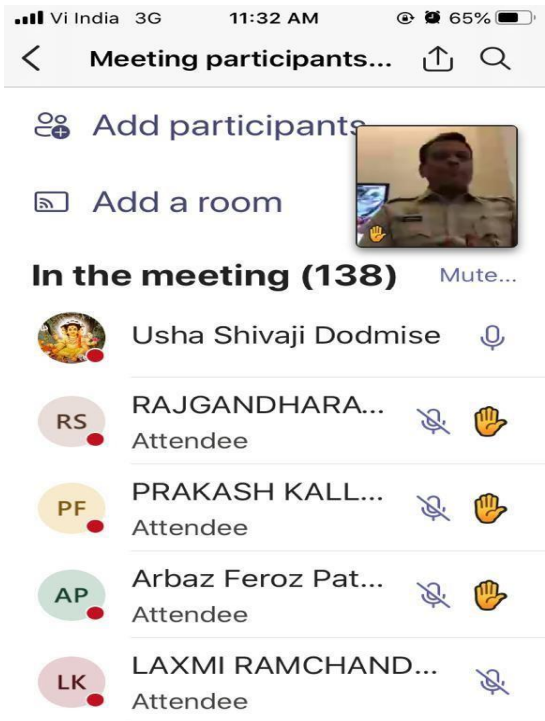 Vi India 3G 11:32 AM 65%
Meeting participants...
Add participants
Add a room
In the meeting (138) Mute...
Usha Shivaji Dodmise
RS RAJGANDHARA...
Attendee
PF PRAKASH KALL...
Attendee
AP Arbaz Feroz Pat...
Attendee
LK LAXMI RAMCHAND...
Attendee